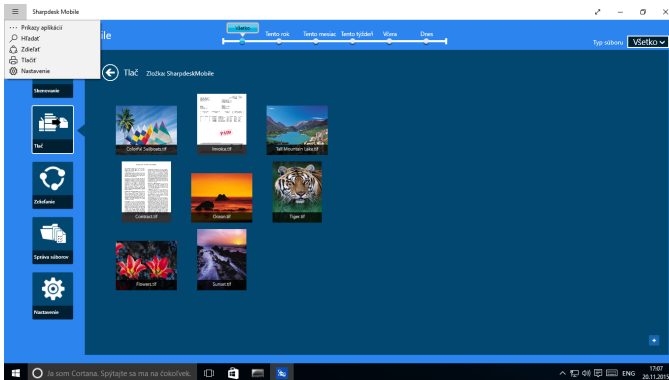 Sharpdesk Mobile
Príkazy aplikácií
Hľadať
Zdieľať
Tlačiť
Nastavenie
ile
Všetko
Tento rok
Tento mesiac
Tento týždeň
Včera
Dnes
Typ súboru
Všetko
Tlač
Zložka: SharpdeskMobile
Skenovanie
Tlač
Zdieľanie
Správa súborov
Nastavenie
Colorful Sailboats.tif
Invoice.tif
Tall Mountain Lake.tif
Contract.tif
Ocean.tif
Tiger.tif
Flowers.tif
Sunset.tif
Ja som Cortana. Spýtajte sa ma na čokoľvek.
ENG
17:07
20.11.2015